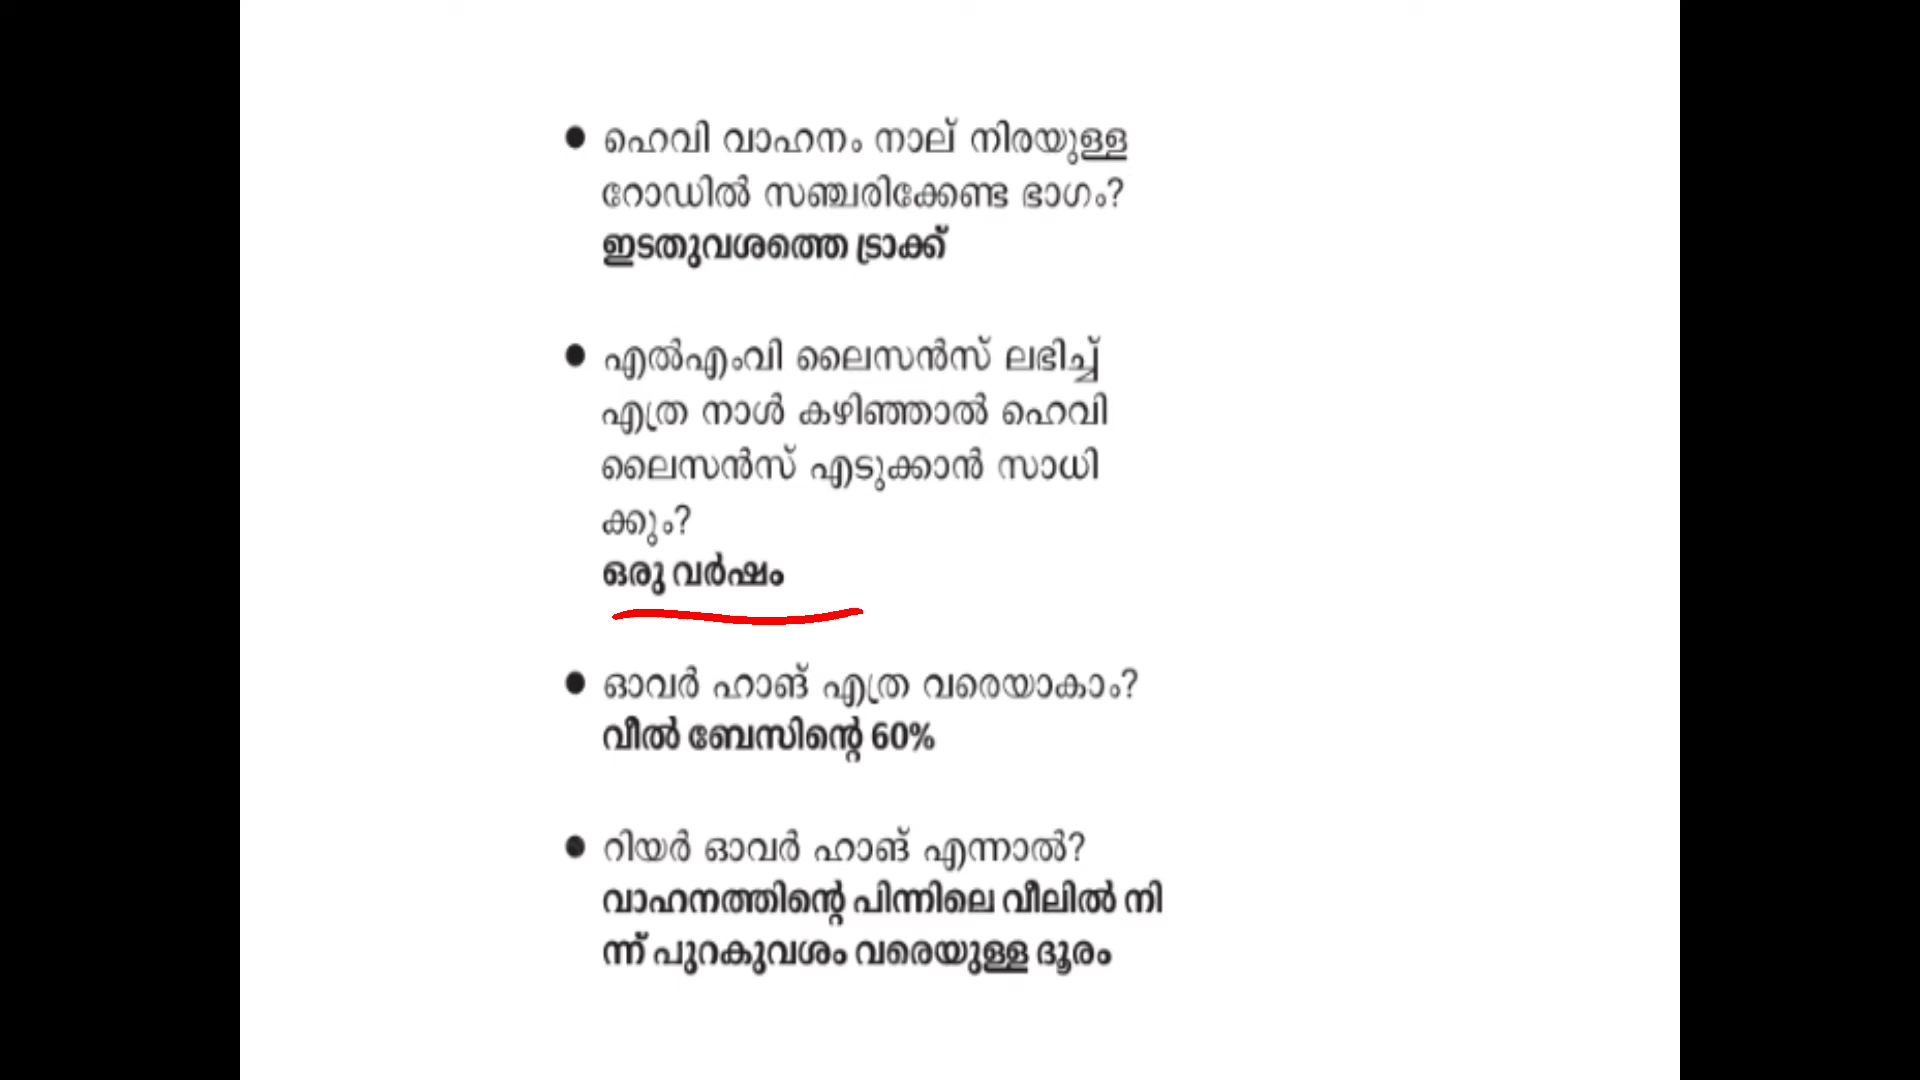 ● ഹെവി വാഹനം നാല് നിരയുള്ള
റോഡിൽ സഞ്ചരിക്കേണ്ട ഭാഗം?
ഇടതുവശത്തെ ട്രാക്ക്
● എൽഎംവി ലൈസൻസ് ലഭിച്ച്
എത്ര നാൾ കഴിഞ്ഞാൽ ഹെവി
ലൈസൻസ് എടുക്കാൻ സാധി
ക്കും?
ഒരു വർഷം
● ഓവർ ഹാങ് എത്ര വരെയാകാം?
വീൽ ബേസിന്റെ 60%
● റിയർ ഓവർ ഹാങ് എന്നാൽ?
വാഹനത്തിന്റെ പിന്നിലെ വീലിൽ നി
ന്ന് പുറകുവശം വരെയുള്ള ദൂരം